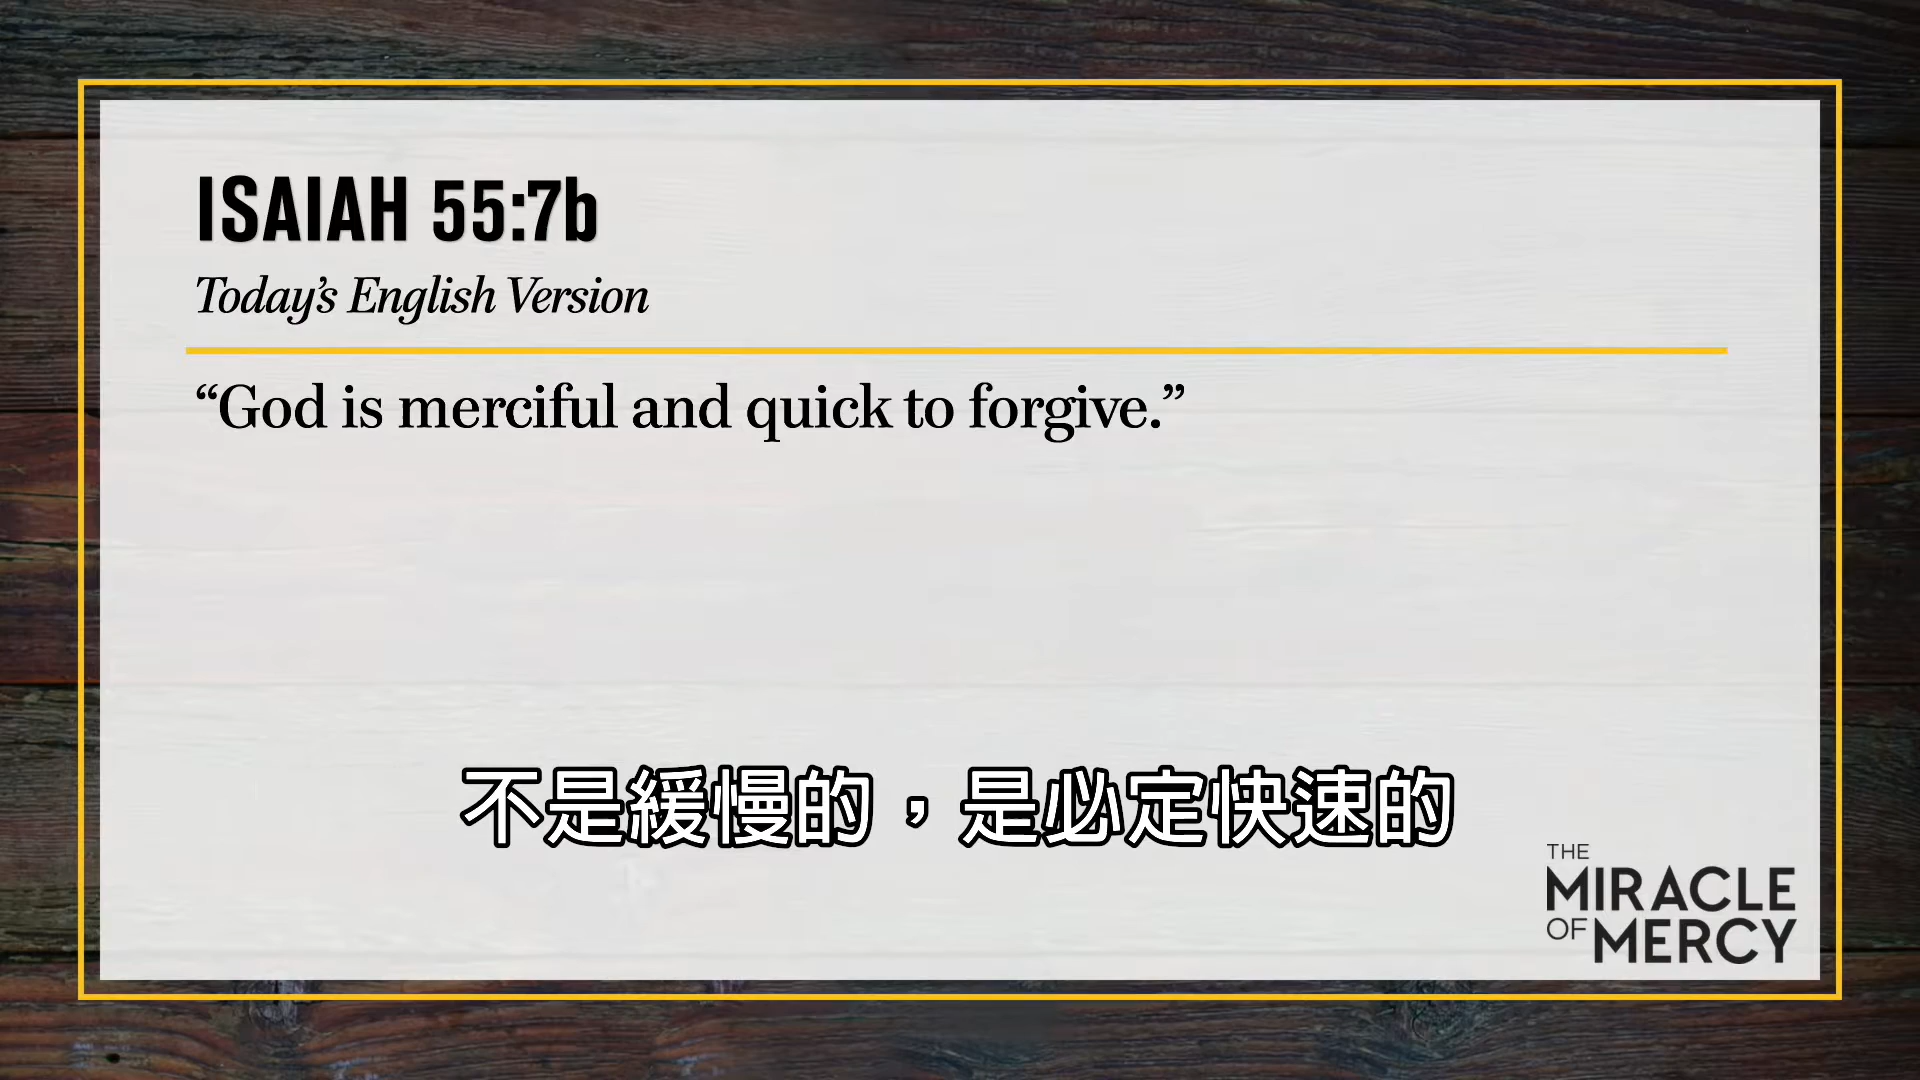 ISAIAH 55:7b
Today’s English Version
“God is merciful and quick to forgive.”
不是緩慢的，是必定快速的
THE
MIRACLE
OF MERCY